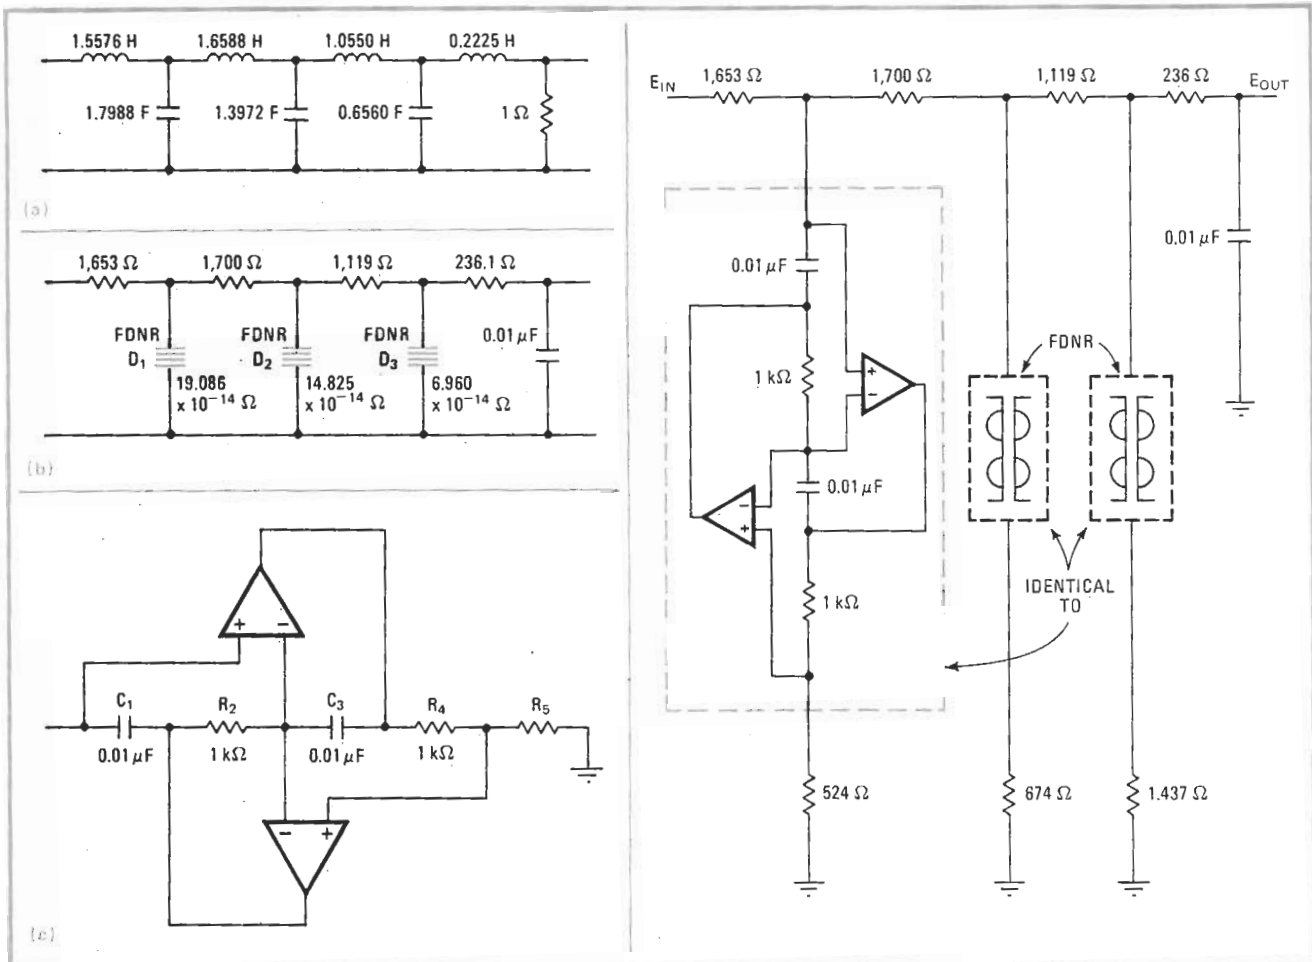 1.5576 H 1.6588 H 1.0550 H 0.2225 H
1.7988 F 1.3972 F 0.6560 F 1 Ω
(a)
1,653 Ω 1,700 Ω 1,119 Ω 236.1 Ω
FDNR FDNR FDNR 0.01 μF
D₁ D₂ D₃
19.086 14.825 6.960
x 10⁻¹⁴ Ω x 10⁻¹⁴ Ω x 10⁻¹⁴ Ω
(b)
+ −
C₁ R₂ C₃ R₄ R₅
0.01 μF 1 kΩ 0.01 μF 1 kΩ
− +
(c)
E_IN 1,653 Ω 1,700 Ω 1,119 Ω 236 Ω E_OUT
0.01 μF
0.01 μF
FDNR
1 kΩ
+
−
0.01 μF
−
+
IDENTICAL
TO
1 kΩ
524 Ω 674 Ω 1.437 Ω